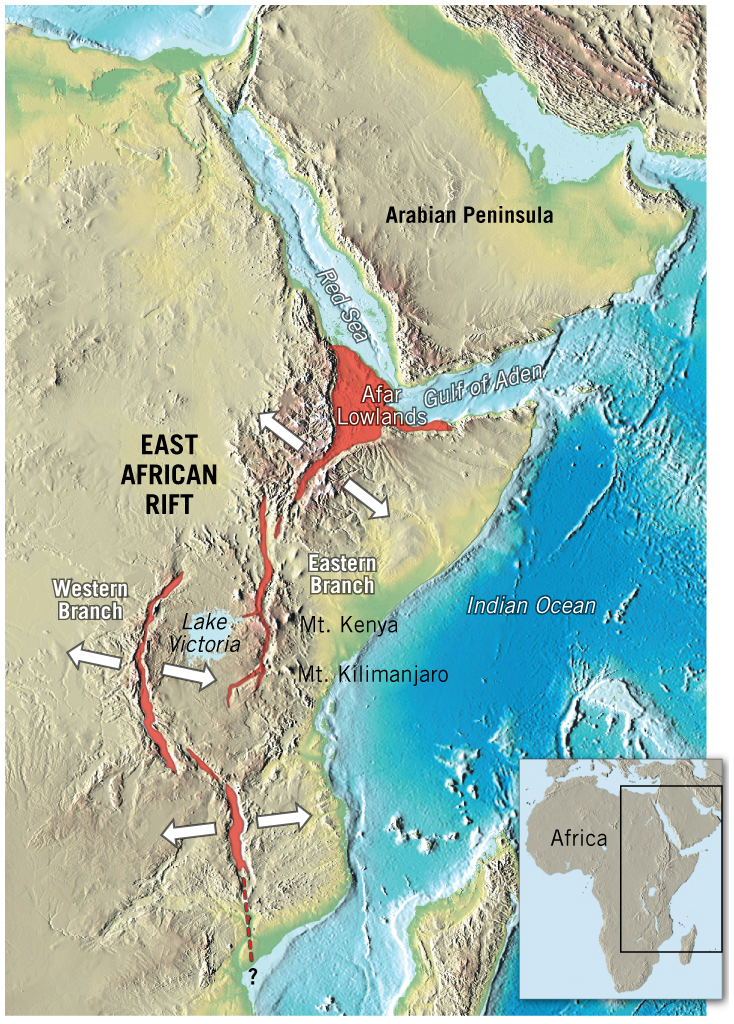 Arabian Peninsula
Red Sea
Gulf of Aden
Afar
Lowlands
EAST
AFRICAN
RIFT
Eastern
Branch
Western
Branch
Lake
Victoria
Mt. Kenya
Indian Ocean
Mt. Kilimanjaro
Africa
?